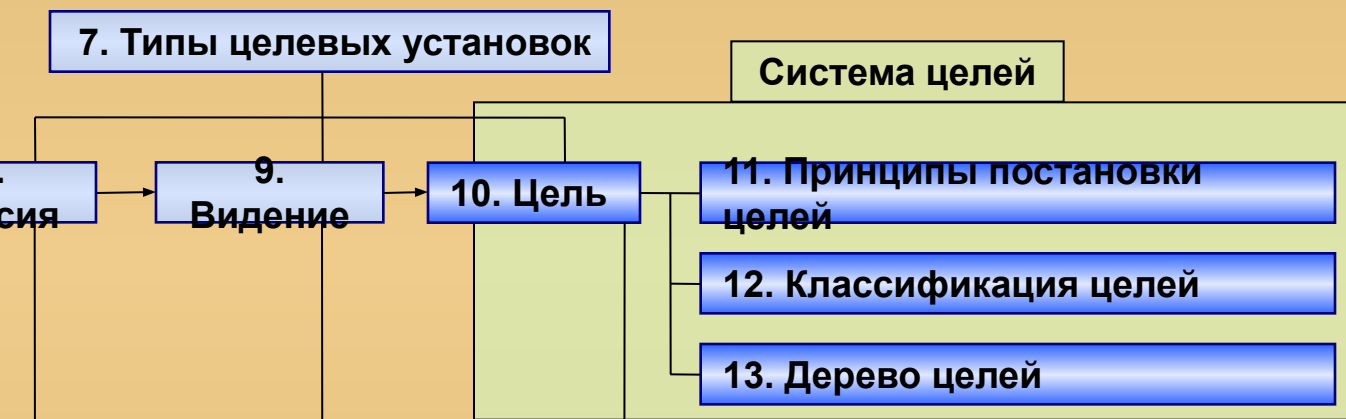 7. Типы целевых установок
Система целей
9.
Видение
10. Цель
11. Принципы постановки
целей
12. Классификация целей
13. Дерево целей